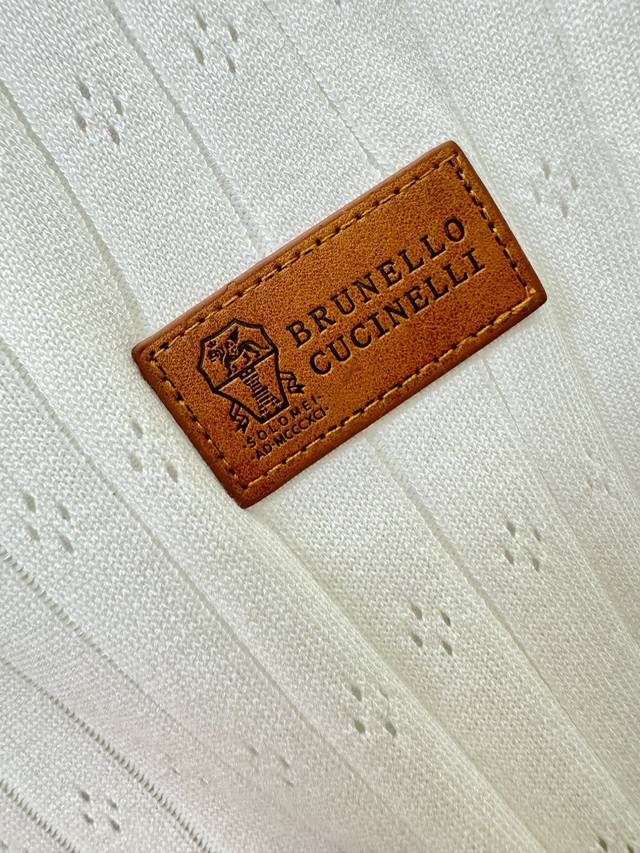 BRUNELLO
CUCINELLI
SOLOMEI·
·AD·MCCCXCI·